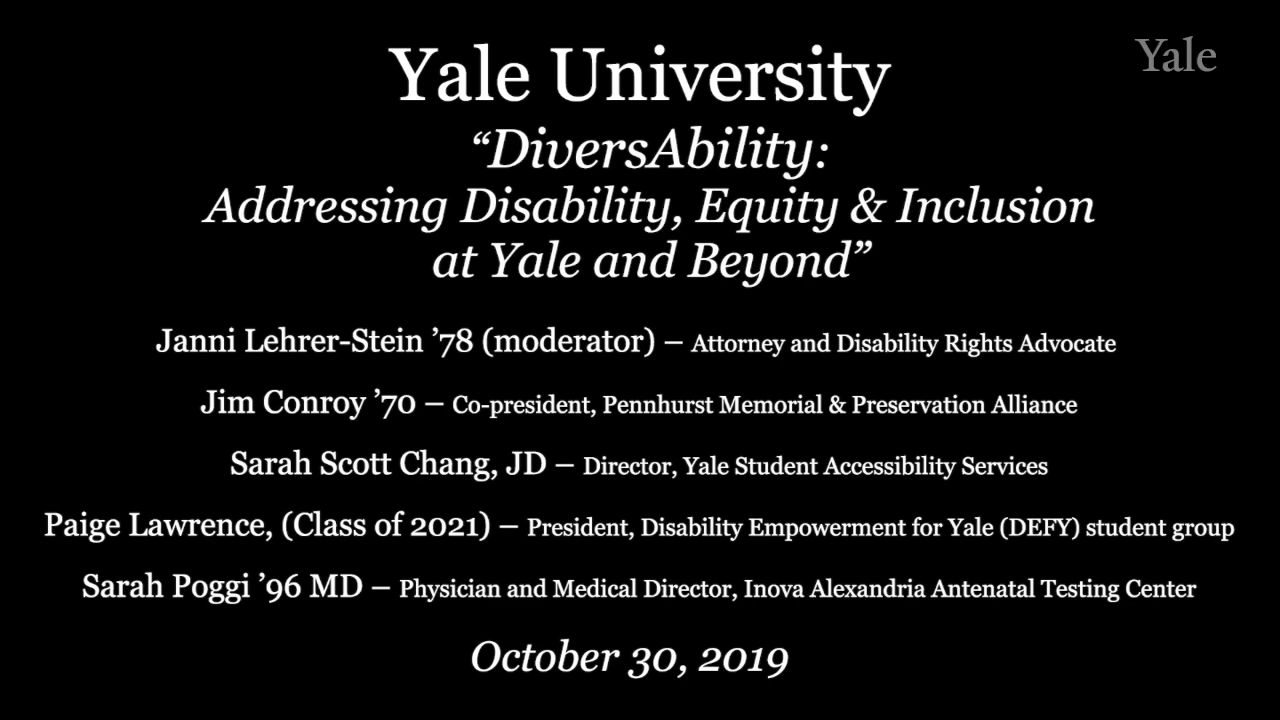 Yale University
Yale
“DiversAbility:
Addressing Disability, Equity & Inclusion
at Yale and Beyond”
Janni Lehrer-Stein ’78 (moderator) – Attorney and Disability Rights Advocate
Jim Conroy ’70 – Co-president, Pennhurst Memorial & Preservation Alliance
Sarah Scott Chang, JD – Director, Yale Student Accessibility Services
Paige Lawrence, (Class of 2021) – President, Disability Empowerment for Yale (DEFY) student group
Sarah Poggi ’96 MD – Physician and Medical Director, Inova Alexandria Antenatal Testing Center
October 30, 2019